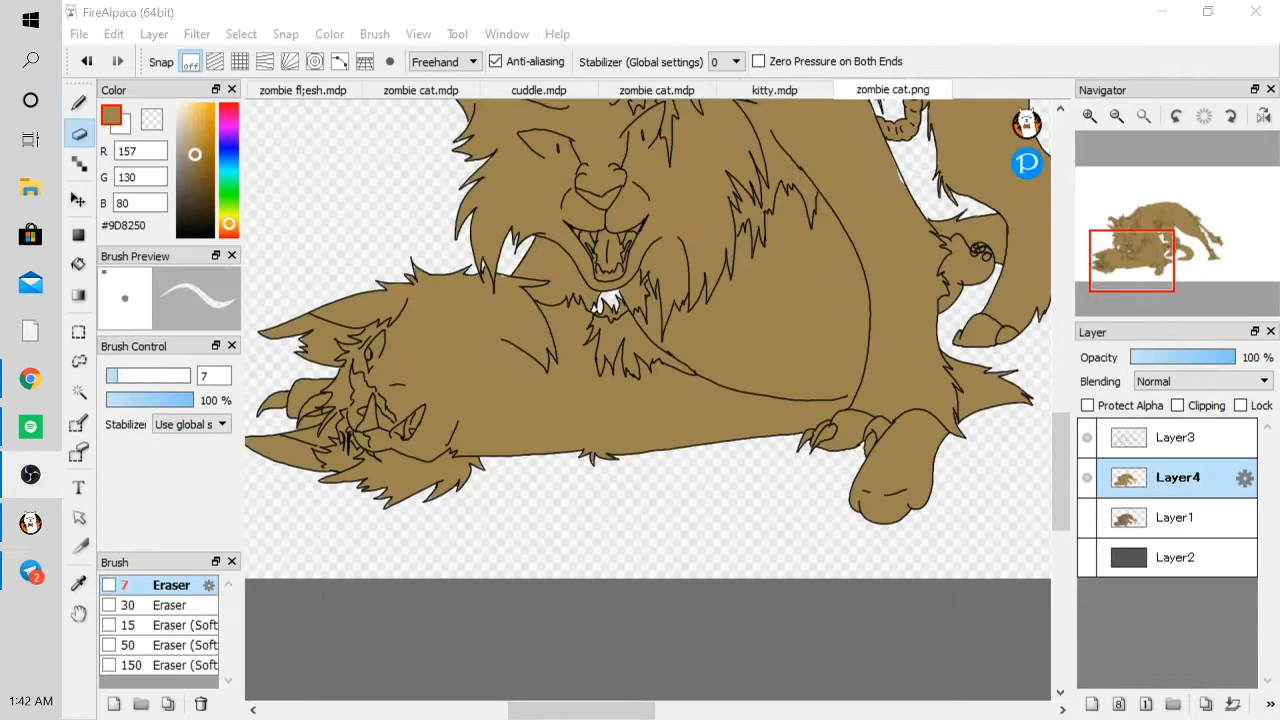 FireAlpaca (64bit)
File Edit Layer Filter Select Snap Color Brush View Tool Window Help
Snap off Freehand Anti-aliasing Stabilizer (Global settings) 0 Zero Pressure on Both Ends
Color
zombie fl;esh.mdp zombie cat.mdp cuddle.mdp zombie cat.mdp kitty.mdp zombie cat.png
Navigator
R 157
G 130
B 80
#9D8250
Brush Preview
*
Brush Control
7
100 %
Stabilizer Use global s
Brush
7 Eraser
30 Eraser
15 Eraser (Soft
50 Eraser (Soft
150 Eraser (Soft
Layer
Opacity 100 %
Blending Normal
Protect Alpha Clipping Lock
Layer3
Layer4
Layer1
Layer2
8 1 »
T
P
2
1:42 AM